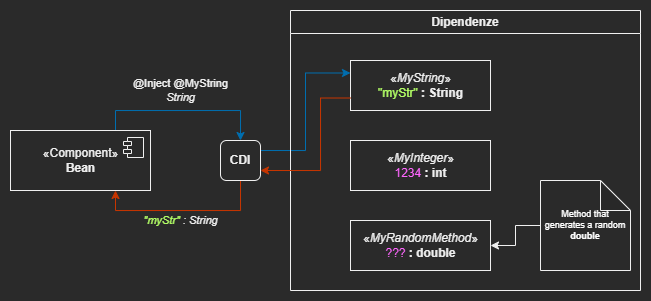 Dipendenze
@Inject @MyString
String
«MyString»
"myStr" : String
«Component»
Bean
CDI
«MyInteger»
1234 : int
"myStr" : String
«MyRandomMethod»
??? : double
Method that
generates a random
double